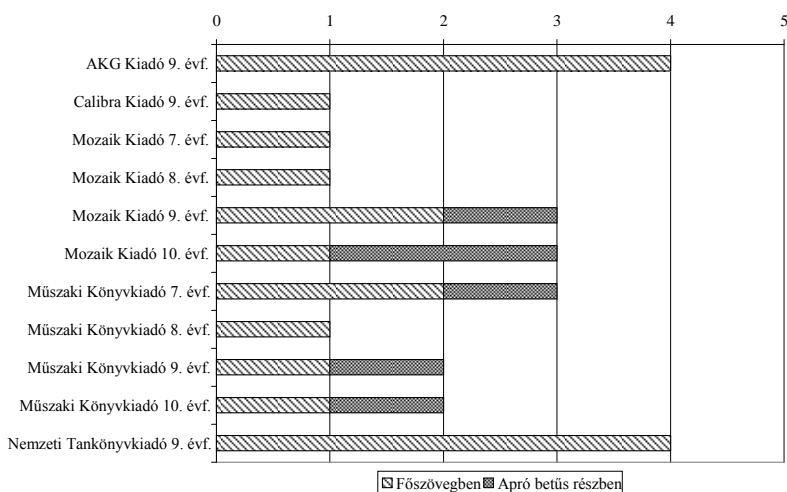 0 1 2 3 4 5
AKG Kiadó 9. évf.
Calibra Kiadó 9. évf.
Mozaik Kiadó 7. évf.
Mozaik Kiadó 8. évf.
Mozaik Kiadó 9. évf.
Mozaik Kiadó 10. évf.
Műszaki Könyvkiadó 7. évf.
Műszaki Könyvkiadó 8. évf.
Műszaki Könyvkiadó 9. évf.
Műszaki Könyvkiadó 10. évf.
Nemzeti Tankönyvkiadó 9. évf.
Főszövegben Apró betűs részben